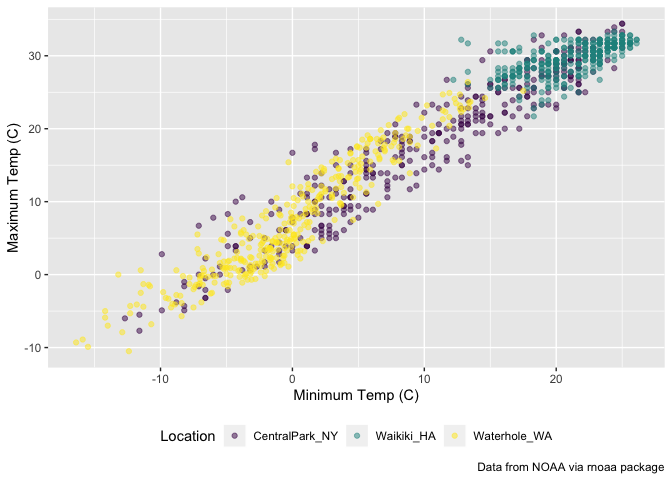 30
20
10
0
-10
Maximum Temp (C)
-10 0 10 20
Minimum Temp (C)
Location CentralPark_NY Waikiki_HA Waterhole_WA
Data from NOAA via rnoaa package